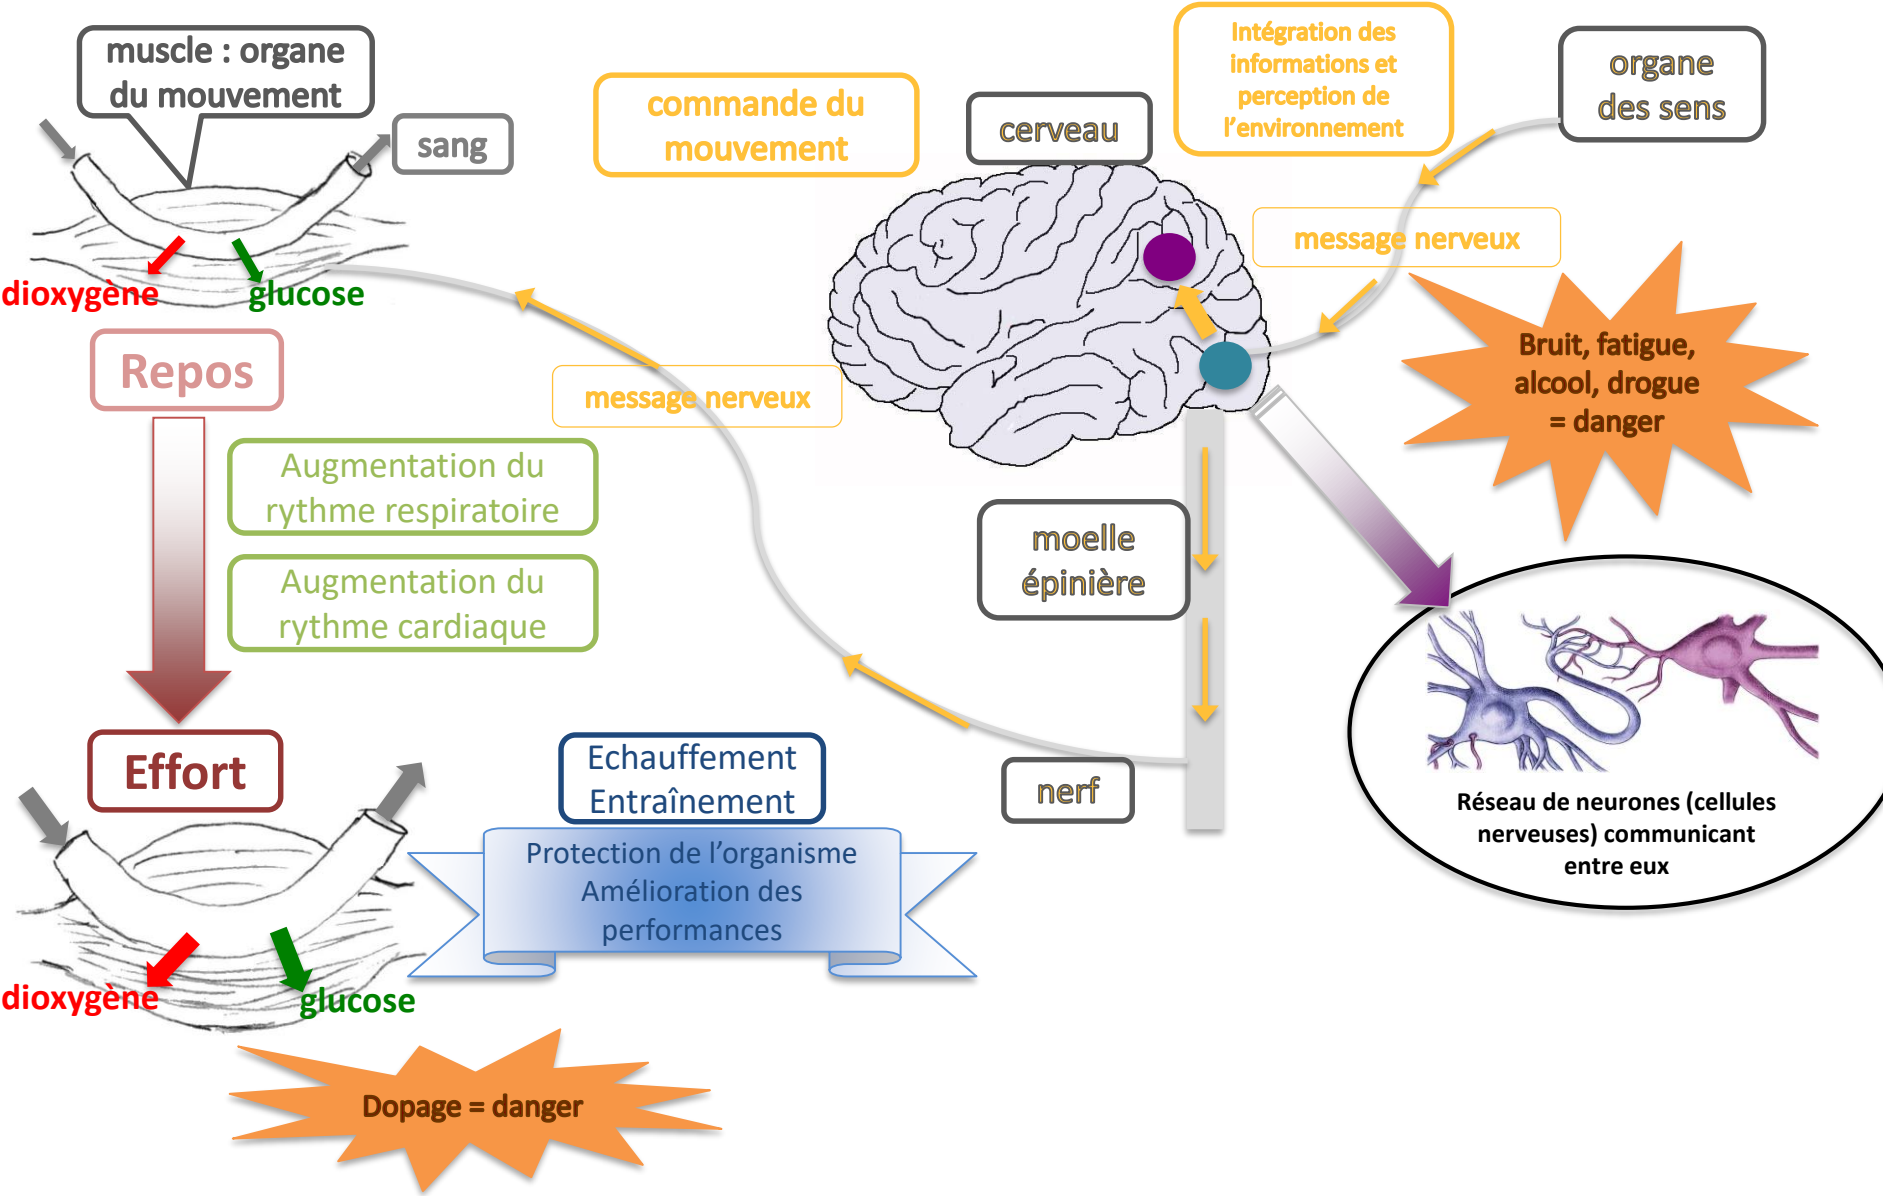 muscle : organe
du mouvement
sang
dioxygène
glucose
Repos
Augmentation du
rythme respiratoire
Augmentation du
rythme cardiaque
Effort
dioxygène
glucose
Echauffement
Entraînement
Protection de l’organisme
Amélioration des
performances
Dopage = danger
commande du
mouvement
cerveau
Intégration des
informations et
perception de
l’environnement
organe
des sens
message nerveux
message nerveux
Bruit, fatigue,
alcool, drogue
= danger
moelle
épinière
nerf
Réseau de neurones (cellules
nerveuses) communicant
entre eux